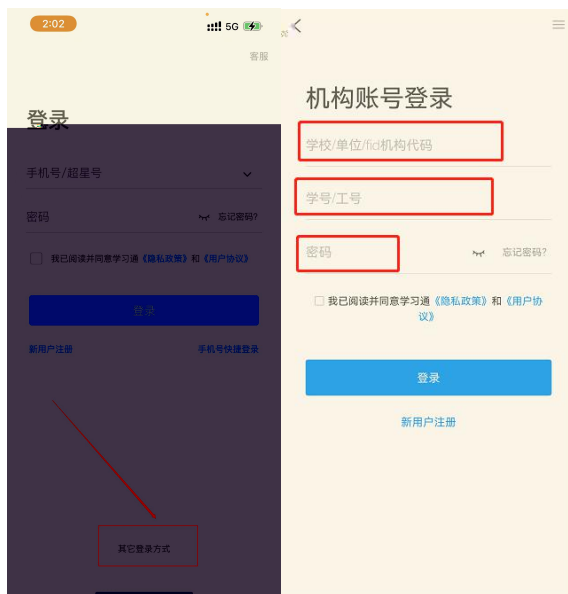 2:02
5G
客服
登录
手机号/超星号
密码
忘记密码?
我已阅读并同意学习通《隐私政策》和《用户协议》
登录
新用户注册
手机号快捷登录
其它登录方式
机构账号登录
学校/单位/fid机构代码
学号/工号
密码
忘记密码?
我已阅读并同意学习通《隐私政策》和《用户协
议》
登录
新用户注册